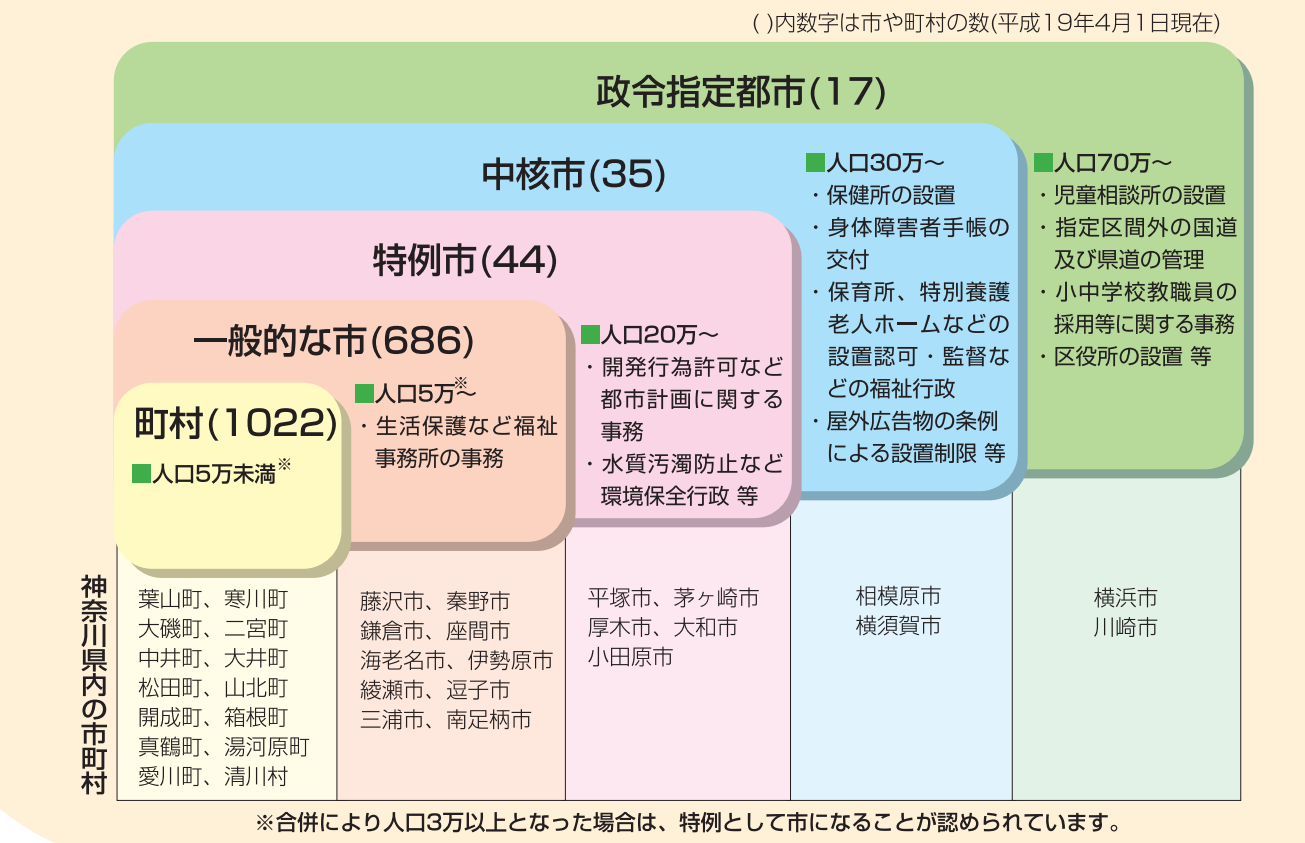 ( )内数字は市や町村の数(平成19年4月1日現在)
政令指定都市(17)
中核市(35)
特例市(44)
一般的な市(686)
町村(1022)
■人口5万未満※
■人口5万※～
・生活保護など福祉
事務所の事務
■人口20万～
・開発行為許可など
都市計画に関する
事務
・水質汚濁防止など
環境保全行政 等
■人口30万～
・保健所の設置
・身体障害者手帳の
交付
・保育所、特別養護
老人ホームなどの
設置認可・監督な
どの福祉行政
・屋外広告物の条例
による設置制限 等
■人口70万～
・児童相談所の設置
・指定区間外の国道
及び県道の管理
・小中学校教職員の
採用等に関する事務
・区役所の設置 等
神奈川県内の市町村
葉山町、寒川町
大磯町、二宮町
中井町、大井町
松田町、山北町
開成町、箱根町
真鶴町、湯河原町
愛川町、清川村
藤沢市、秦野市
鎌倉市、座間市
海老名市、伊勢原市
綾瀬市、逗子市
三浦市、南足柄市
平塚市、茅ヶ崎市
厚木市、大和市
小田原市
相模原市
横須賀市
横浜市
川崎市
※合併により人口3万以上となった場合は、特例として市になることが認められています。